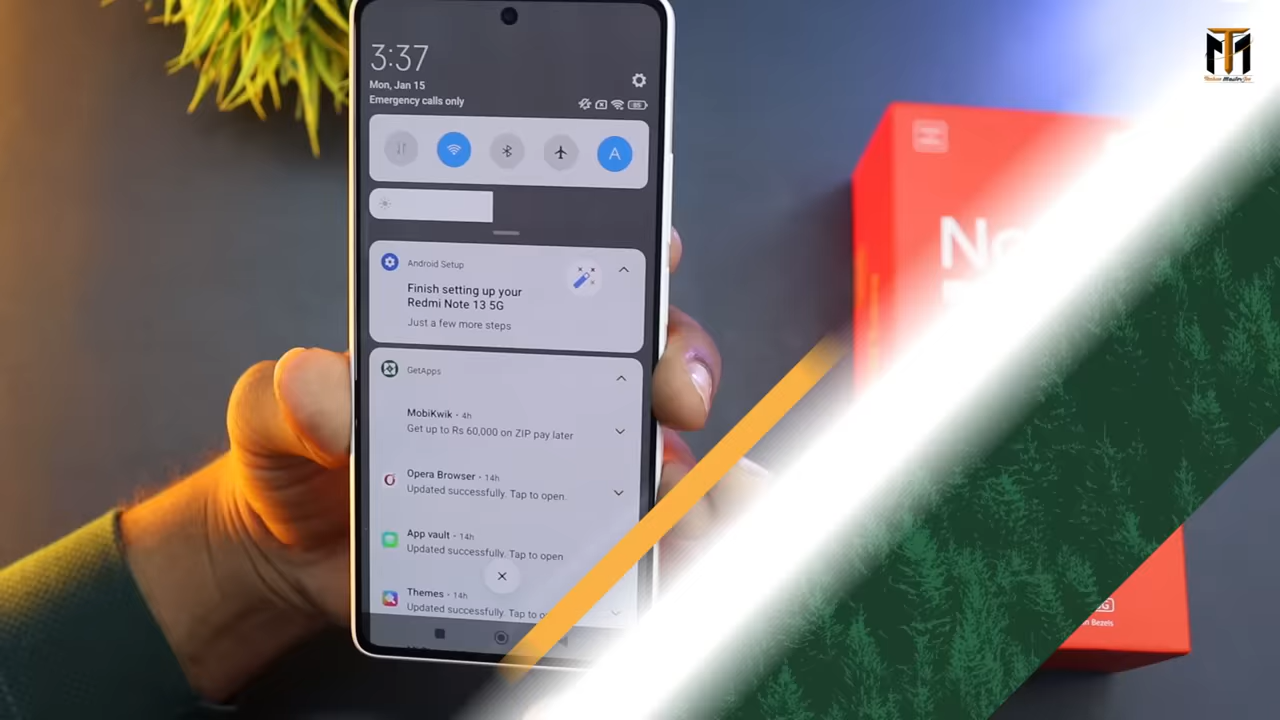 3:37
Mon, Jan 15
Emergency calls only
A
Android Setup
Finish setting up your
Redmi Note 13 5G
Just a few more steps
GetApps
MobiKwik • 4h
Get up to Rs 60,000 on ZIP pay later
Opera Browser • 14h
Updated successfully. Tap to open.
App vault • 14h
Updated successfully. Tap to open
Themes • 14h
Updated successfully. Tap to
Bezels